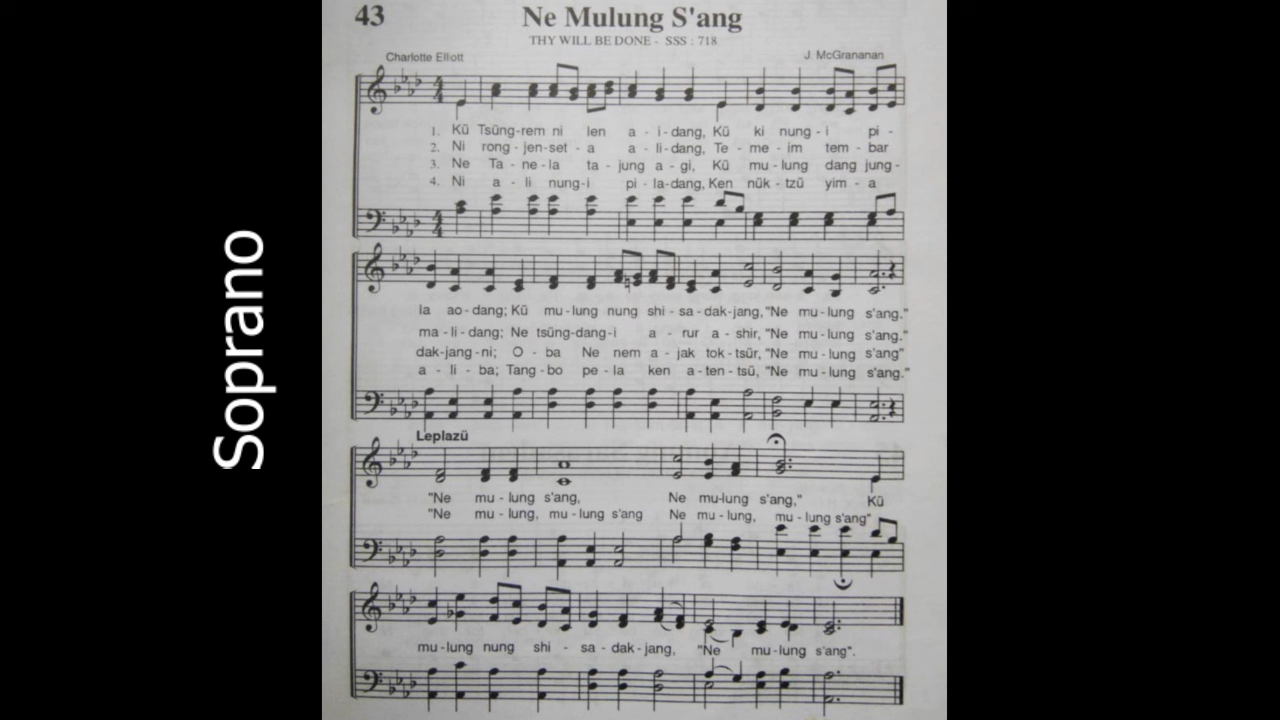 Soprano
43 Ne Mulung S'ang
THY WILL BE DONE - SSS : 718
Charlotte Elliott J. McGrananan
1. Kü Tsüng-rem ni len a - i - dang, Kü ki nung - i pi -
2. Ni rong - jen-set - a a - li-dang, Te - me - im tem - bar
3. Ne Ta - ne - la ta - jung a - gi, Kü mu - lung dang jung -
4. Ni a - li nung-i pi - la-dang, Ken nük - tzü yim - a
la ao - dang; Kü mu - lung nung shi - sa - dak-jang, "Ne mu - lung s'ang."
ma - li - dang; Ne tsüng-dang-i a - rur a - shir, "Ne mu - lung s'ang."
dak-jang - ni; O - ba Ne nem a - jak tok - tsür, "Ne mu - lung s'ang"
a - li - ba; Tang - bo pe - la ken a - ten - tsü, "Ne mu - lung s'ang."
Leplazü
"Ne mu - lung s'ang, Ne mu-lung s'ang," Kü
"Ne mu - lung, mu - lung s'ang Ne mu - lung, mu - lung s'ang"
mu - lung nung shi - sa - dak - jang, "Ne mu - lung s'ang".